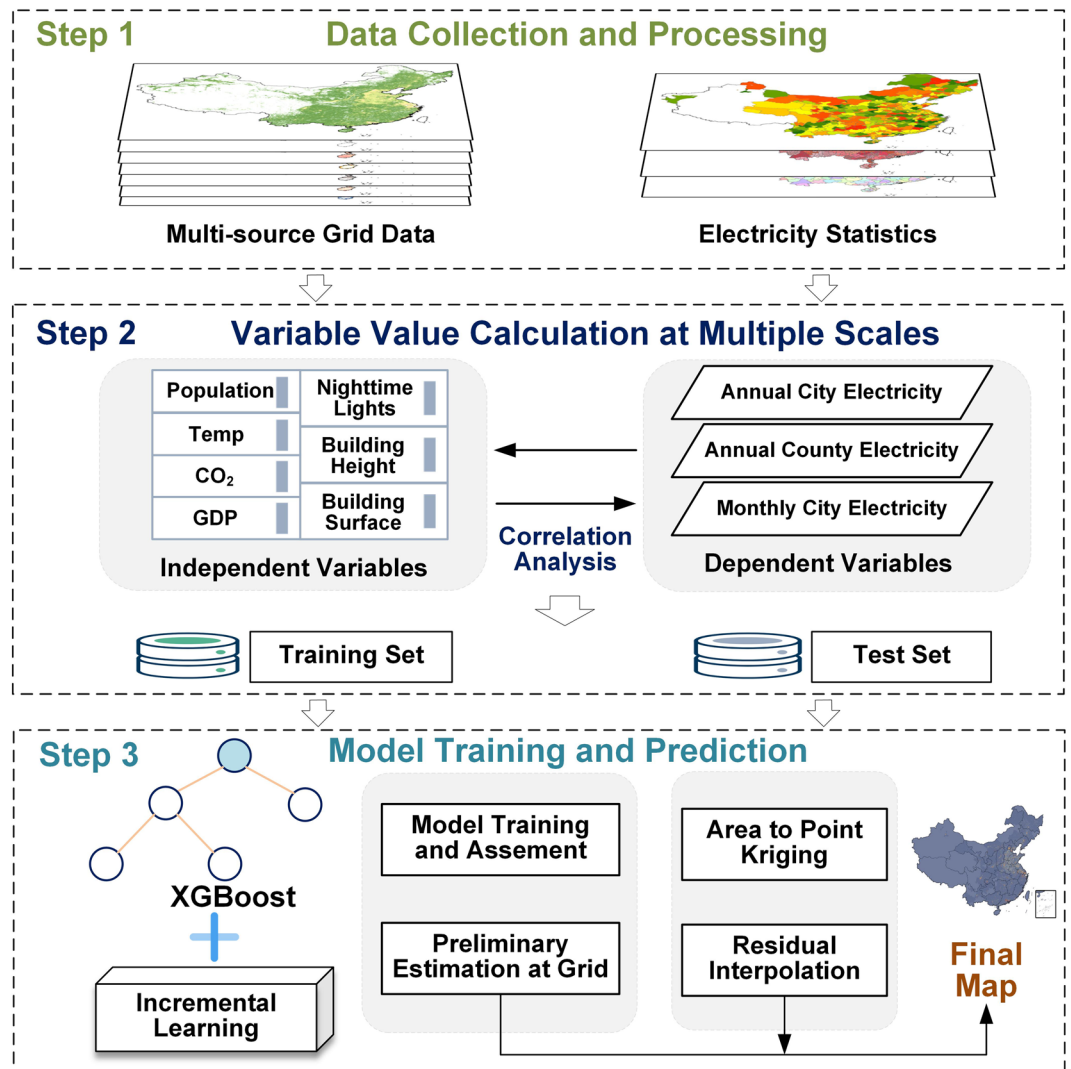 Step 1
Data Collection and Processing
Multi-source Grid Data
Electricity Statistics
Step 2
Variable Value Calculation at Multiple Scales
Population
Temp
CO₂
GDP
Nighttime
Lights
Building
Height
Building
Surface
Independent Variables
Correlation
Analysis
Annual City Electricity
Annual County Electricity
Monthly City Electricity
Dependent Variables
Training Set
Test Set
Step 3
Model Training and Prediction
XGBoost
Incremental
Learning
Model Training
and Assement
Preliminary
Estimation at Grid
Area to Point
Kriging
Residual
Interpolation
Final
Map